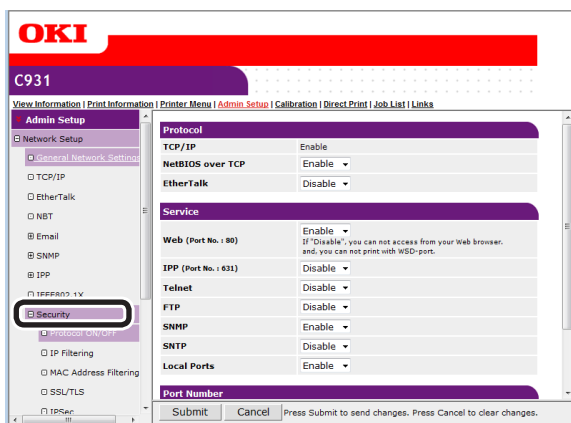 OKI
C931
View Information | Print Information | Printer Menu | Admin Setup | Calibration | Direct Print | Job List | Links
Admin Setup
Network Setup
General Network Settings
TCP/IP
EtherTalk
NBT
Email
SNMP
IPP
IEEE802.1X
Security
Protocol ON/OFF
IP Filtering
MAC Address Filtering
SSL/TLS
IPSec
Protocol
TCP/IP Enable
NetBIOS over TCP Enable
EtherTalk Disable
Service
Web (Port No. : 80) Enable
If "Disable", you can not access from your Web browser.
and, you can not print with WSD-port.
IPP (Port No. : 631) Disable
Telnet Disable
FTP Disable
SNMP Enable
SNTP Disable
Local Ports Enable
Port Number
Submit Cancel Press Submit to send changes. Press Cancel to clear changes.